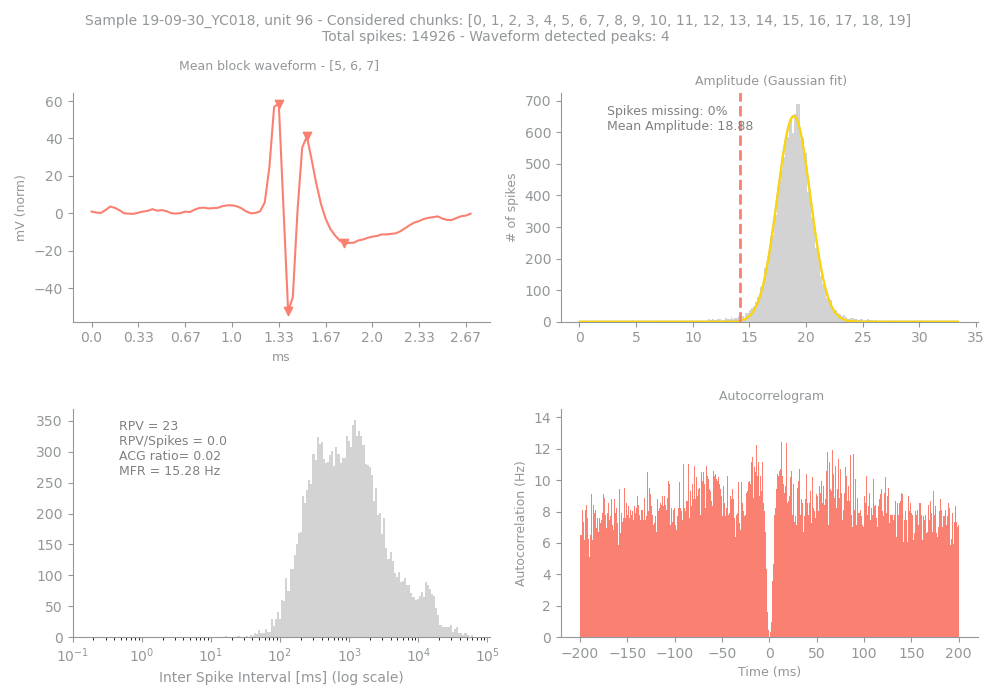 Sample 19-09-30_YC018, unit 96 - Considered chunks: [0, 1, 2, 3, 4, 5, 6, 7, 8, 9, 10, 11, 12, 13, 14, 15, 16, 17, 18, 19]
Total spikes: 14926 - Waveform detected peaks: 4
Mean block waveform - [5, 6, 7]
mV (norm)
60
40
20
0
−20
−40
0.0 0.33 0.67 1.0 1.33 1.67 2.0 2.33 2.67
ms
Amplitude (Gaussian fit)
Spikes missing: 0%
Mean Amplitude: 18.88
# of spikes
700
600
500
400
300
200
100
0
0 5 10 15 20 25 30 35
RPV = 23
RPV/Spikes = 0.0
ACG ratio= 0.02
MFR = 15.28 Hz
350
300
250
200
150
100
50
0
10⁻¹ 10⁰ 10¹ 10² 10³ 10⁴ 10⁵
Inter Spike Interval [ms] (log scale)
Autocorrelogram
Autocorrelation (Hz)
14
12
10
8
6
4
2
0
−200 −150 −100 −50 0 50 100 150 200
Time (ms)